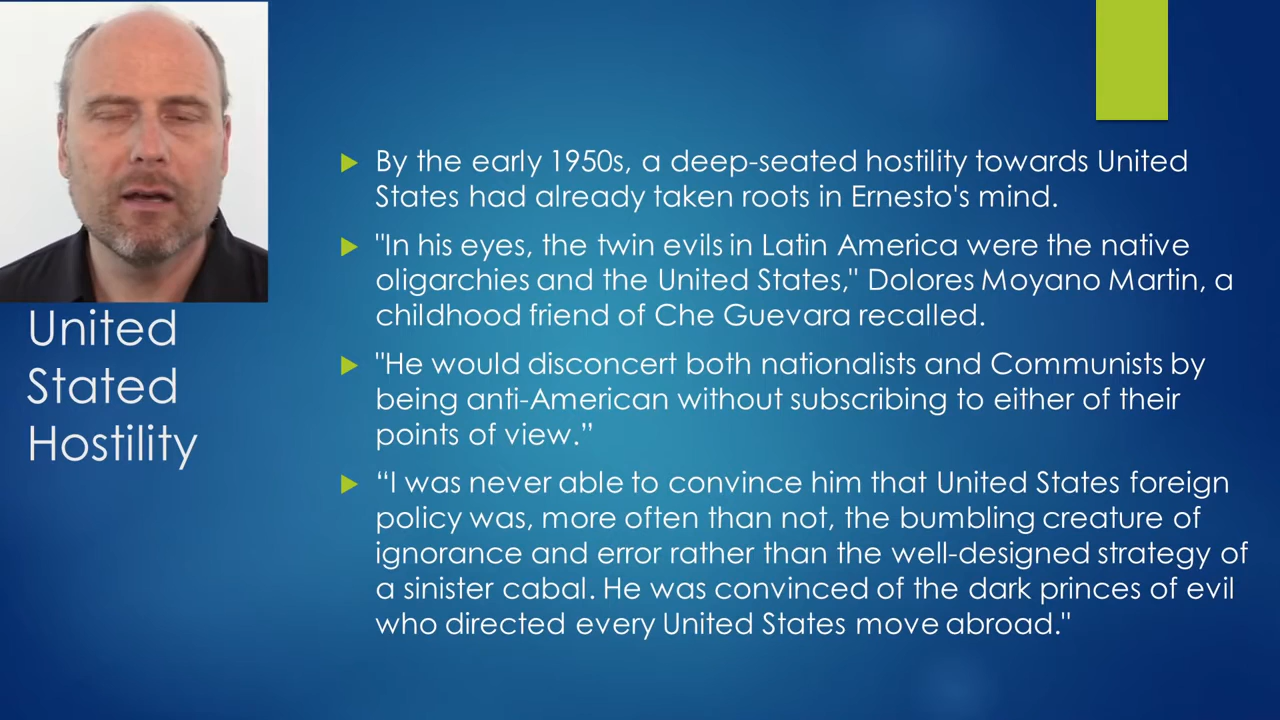 United
Stated
Hostility
By the early 1950s, a deep-seated hostility towards United
States had already taken roots in Ernesto's mind.
"In his eyes, the twin evils in Latin America were the native
oligarchies and the United States," Dolores Moyano Martin, a
childhood friend of Che Guevara recalled.
"He would disconcert both nationalists and Communists by
being anti-American without subscribing to either of their
points of view.”
“I was never able to convince him that United States foreign
policy was, more often than not, the bumbling creature of
ignorance and error rather than the well-designed strategy of
a sinister cabal. He was convinced of the dark princes of evil
who directed every United States move abroad."